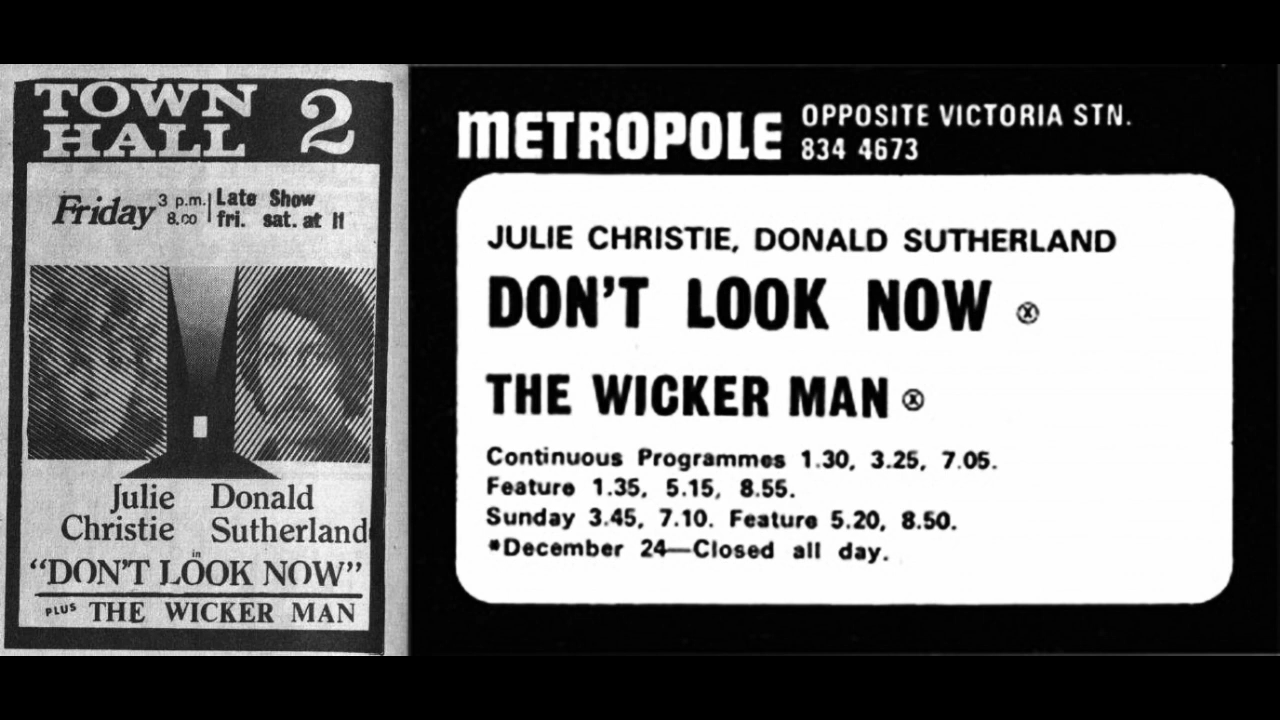 TOWN
HALL 2
Friday 3 p.m. 8.00 Late Show fri. sat. at 11
Julie Christie
Donald Sutherland
in
“DON'T LOOK NOW”
PLUS THE WICKER MAN
METROPOLE OPPOSITE VICTORIA STN.
834 4673
JULIE CHRISTIE, DONALD SUTHERLAND
DON'T LOOK NOW Ⓧ
THE WICKER MAN Ⓧ
Continuous Programmes 1.30, 3.25, 7.05.
Feature 1.35, 5.15, 8.55.
Sunday 3.45, 7.10. Feature 5.20, 8.50.
*December 24—Closed all day.